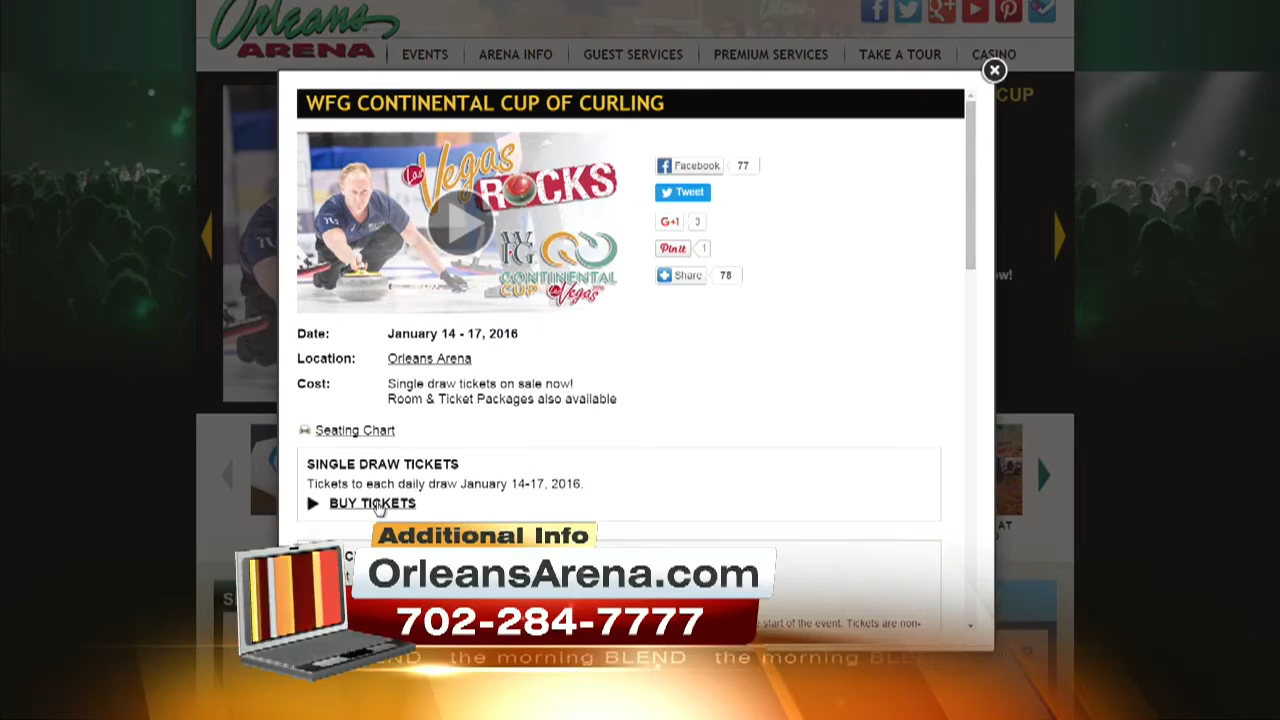 Orleans
ARENA
EVENTS
ARENA INFO
GUEST SERVICES
PREMIUM SERVICES
TAKE A TOUR
CASINO
WFG CONTINENTAL CUP OF CURLING
CUP
Las Vegas
ROCKS
WFG
CONTINENTAL
CUP Las Vegas
Facebook 77
Tweet
G+1 3
Pin it 1
Share 78
Date: January 14 - 17, 2016
Location: Orleans Arena
Cost: Single draw tickets on sale now!
Room & Ticket Packages also available
Seating Chart
SINGLE DRAW TICKETS
Tickets to each daily draw January 14-17, 2016.
BUY TICKETS
Additional Info
OrleansArena.com
702-284-7777
start of the event. Tickets are non-
the morning BLEND the morning